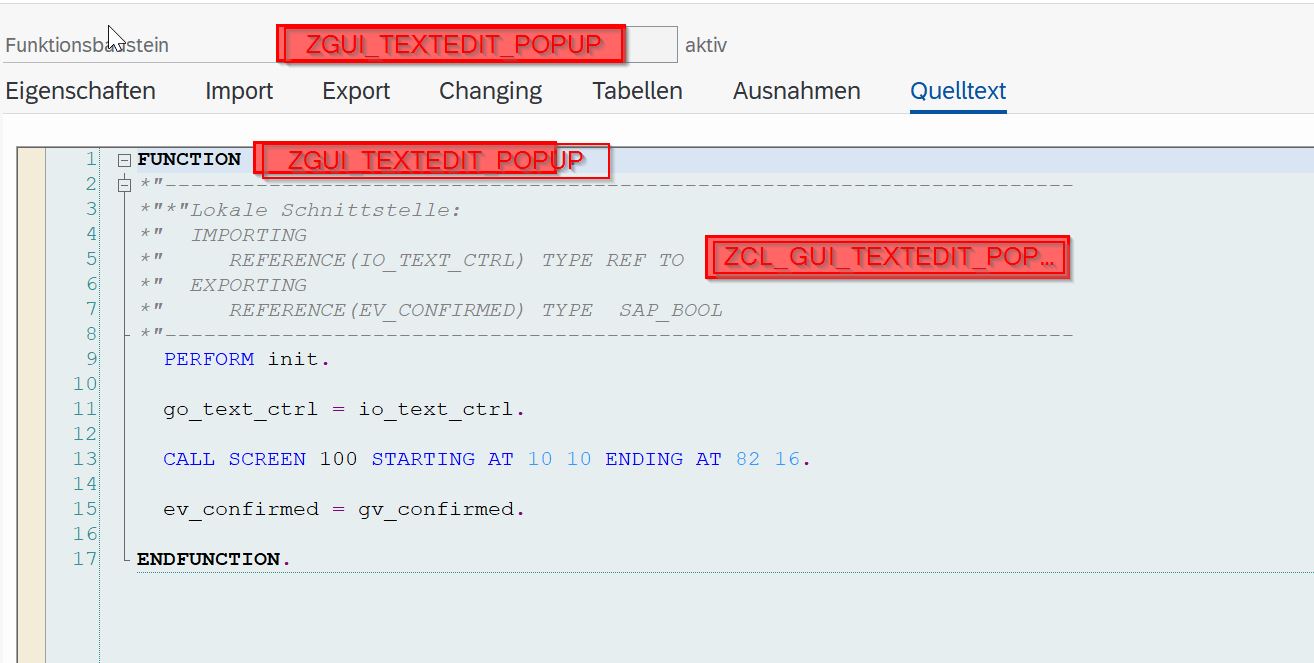 Funktionsbaustein ZGUI_TEXTEDIT_POPUP aktiv
Eigenschaften Import Export Changing Tabellen Ausnahmen Quelltext
1 FUNCTION ZGUI_TEXTEDIT_POPUP
2 *"----------------------------------------------------------------------
3 *"*"Lokale Schnittstelle:
4 *" IMPORTING
5 *" REFERENCE(IO_TEXT_CTRL) TYPE REF TO ZCL_GUI_TEXTEDIT_POP...
6 *" EXPORTING
7 *" REFERENCE(EV_CONFIRMED) TYPE SAP_BOOL
8 *"----------------------------------------------------------------------
9 PERFORM init.
10
11 go_text_ctrl = io_text_ctrl.
12
13 CALL SCREEN 100 STARTING AT 10 10 ENDING AT 82 16.
14
15 ev_confirmed = gv_confirmed.
16
17 ENDFUNCTION.